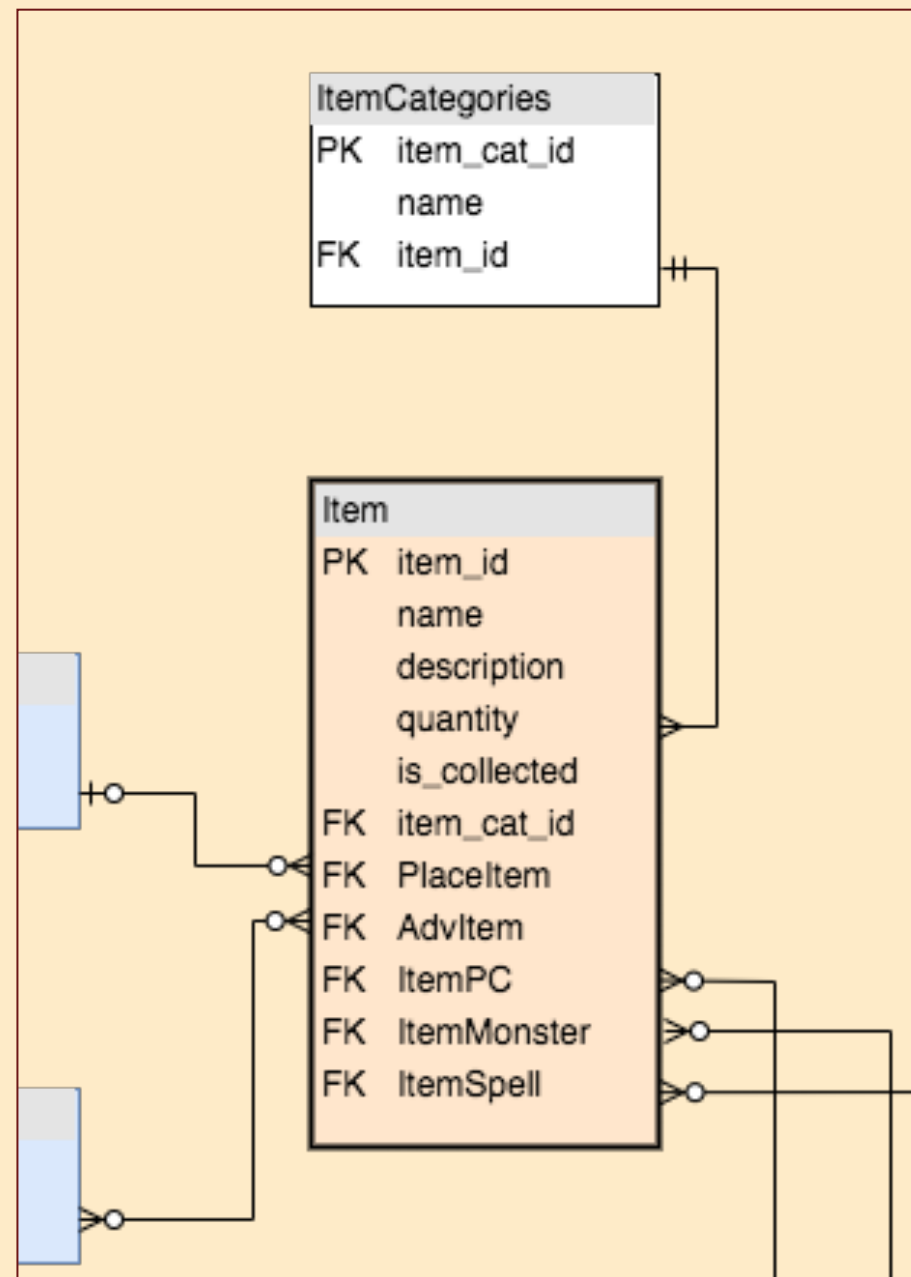 ItemCategories
PK item_cat_id
name
FK item_id
Item
PK item_id
name
description
quantity
is_collected
FK item_cat_id
FK PlaceItem
FK AdvItem
FK ItemPC
FK ItemMonster
FK ItemSpell